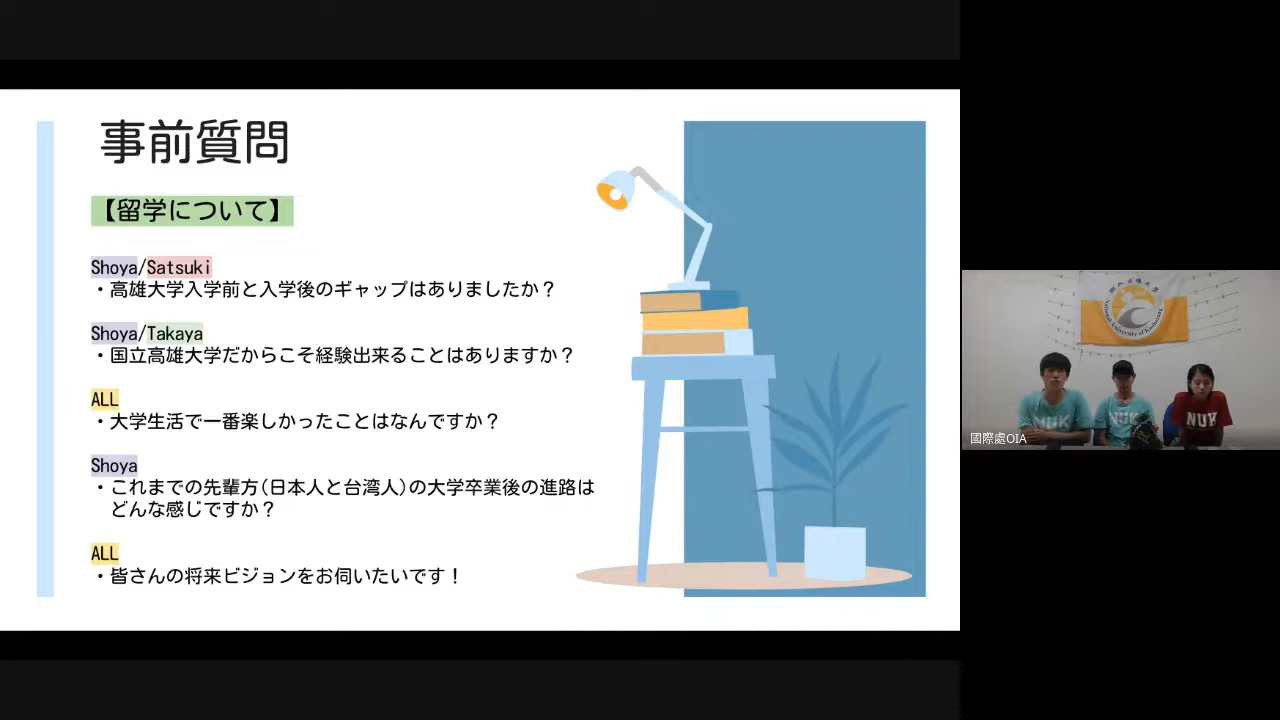 事前質問
【留学について】
Shoya/Satsuki
・高雄大学入学前と入学後のギャップはありましたか？
Shoya/Takaya
・国立高雄大学だからこそ経験出来ることはありますか？
ALL
・大学生活で一番楽しかったことはなんですか？
Shoya
・これまでの先輩方(日本人と台湾人)の大学卒業後の進路は
どんな感じですか？
ALL
・皆さんの将来ビジョンをお伺いたいです！
National University of Kaohsiung
NUK
NUK
NUK
國際處OIA